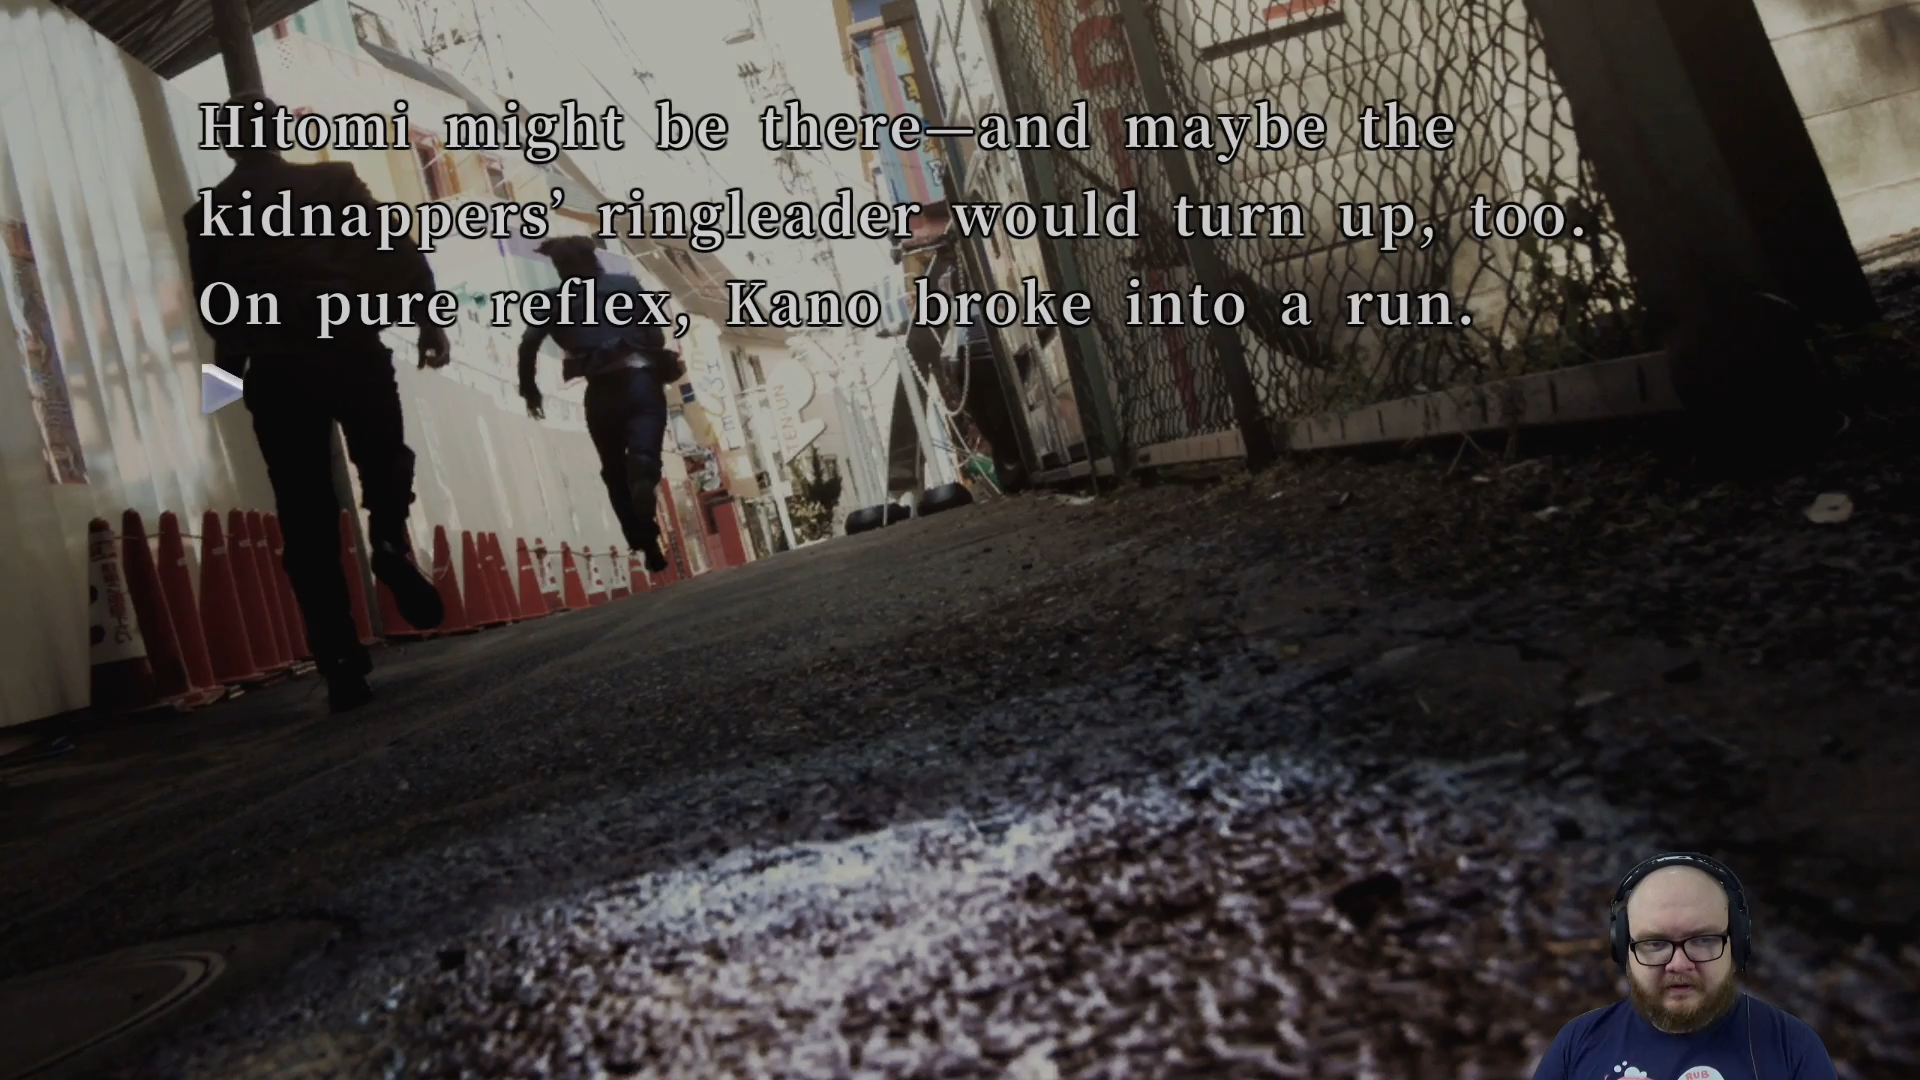 Hitomi might be there—and maybe the
kidnappers’ ringleader would turn up, too.
On pure reflex, Kano broke into a run.
RUB